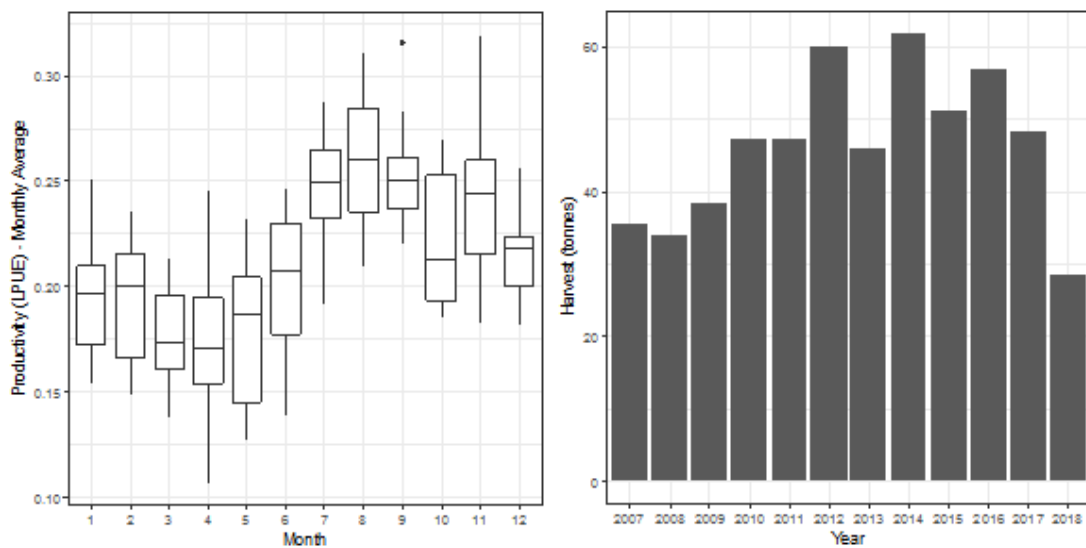 Productivity (LPUE) - Monthly Average
0.30
0.25
0.20
0.15
0.10
1 2 3 4 5 6 7 8 9 10 11 12
Month
Harvest (tonnes)
60
40
20
0
2007 2008 2009 2010 2011 2012 2013 2014 2015 2016 2017 2018
Year